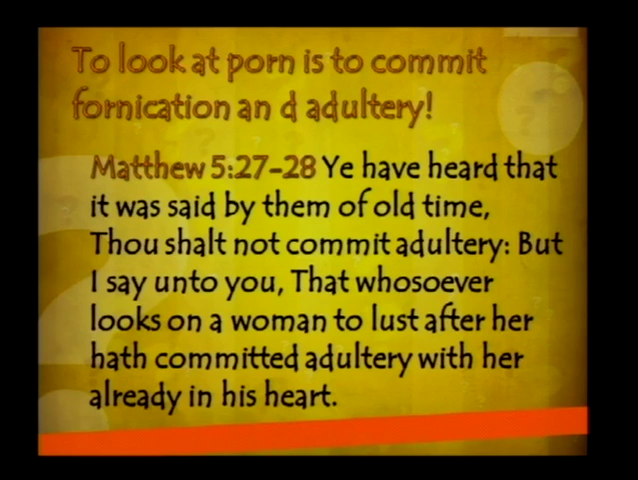 To look at porn is to commit
fornication an d adultery!
Matthew 5:27-28 Ye have heard that
it was said by them of old time,
Thou shalt not commit adultery: But
I say unto you, That whosoever
looks on a woman to lust after her
hath committed adultery with her
already in his heart.